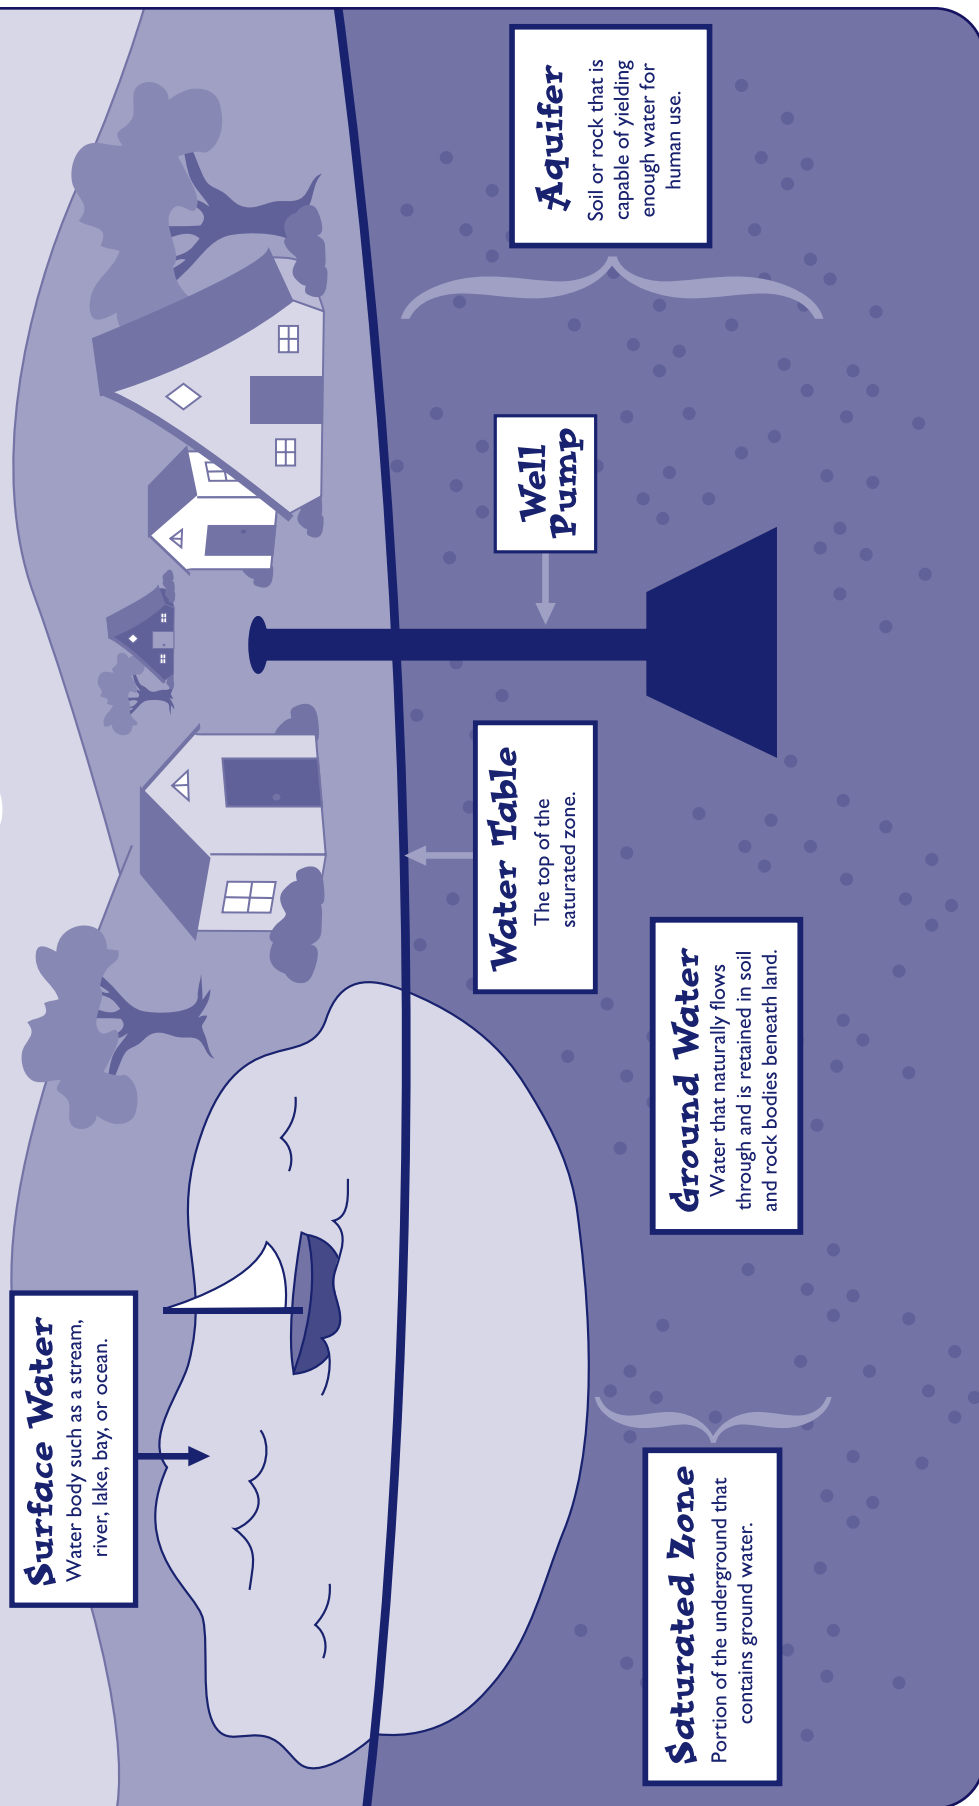 Surface Water
Water body such as a stream,
river, lake, bay, or ocean.
Aquifer
Soil or rock that is
capable of yielding
enough water for
human use.
Well
Pump
Water Table
The top of the
saturated zone.
Ground Water
Water that naturally flows
through and is retained in soil
and rock bodies beneath land.
Saturated Zone
Portion of the underground that
contains ground water.